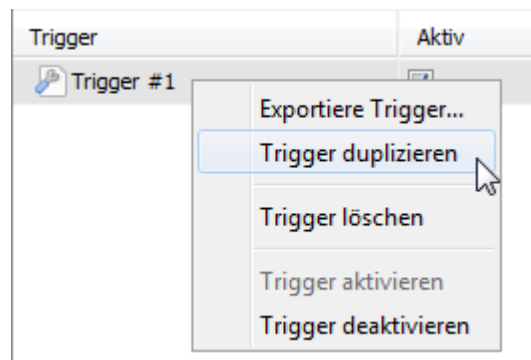 Trigger Aktiv
Trigger #1
Exportiere Trigger...
Trigger duplizieren
Trigger löschen
Trigger aktivieren
Trigger deaktivieren